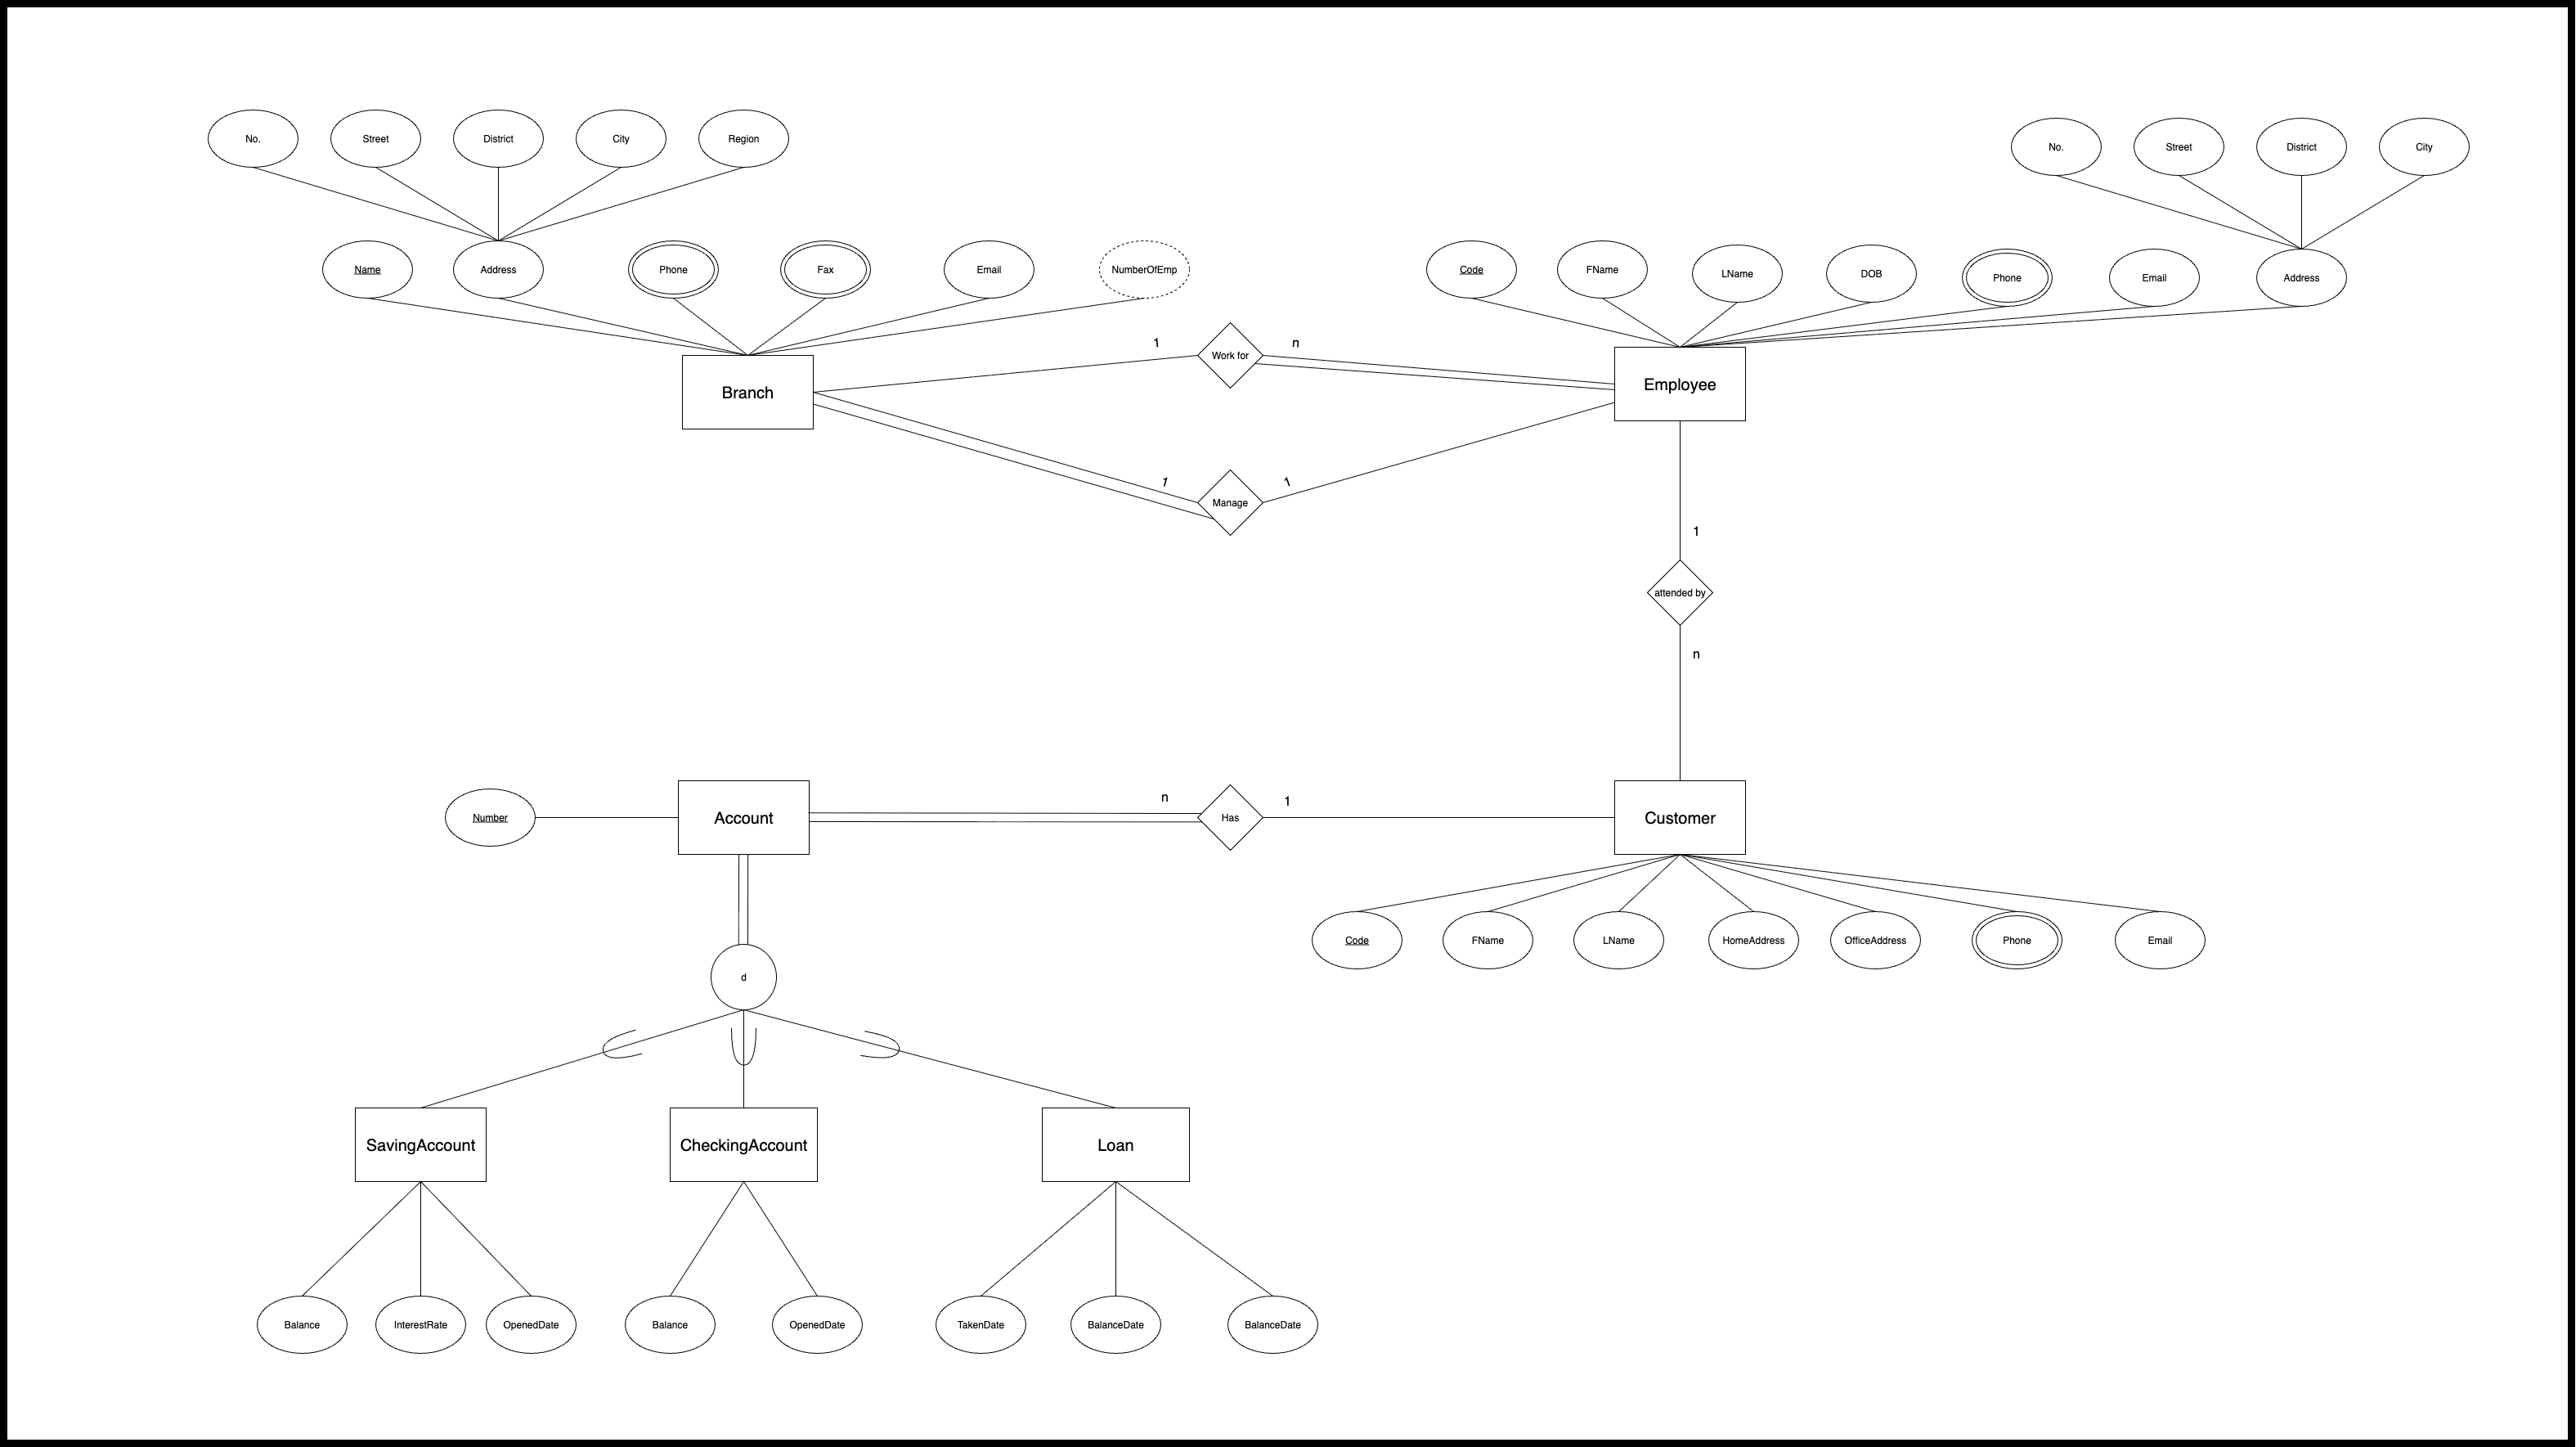 No.
Street
District
City
Region
No.
Street
District
City
Name
Address
Phone
Fax
Email
NumberOfEmp
Code
FName
LName
DOB
Phone
Email
Address
1
Work for
n
Branch
Employee
1
Manage
1
1
attended by
n
Number
Account
n
Has
1
Customer
Code
FName
LName
HomeAddress
OfficeAddress
Phone
Email
d
SavingAccount
CheckingAccount
Loan
Balance
InterestRate
OpenedDate
Balance
OpenedDate
TakenDate
BalanceDate
BalanceDate